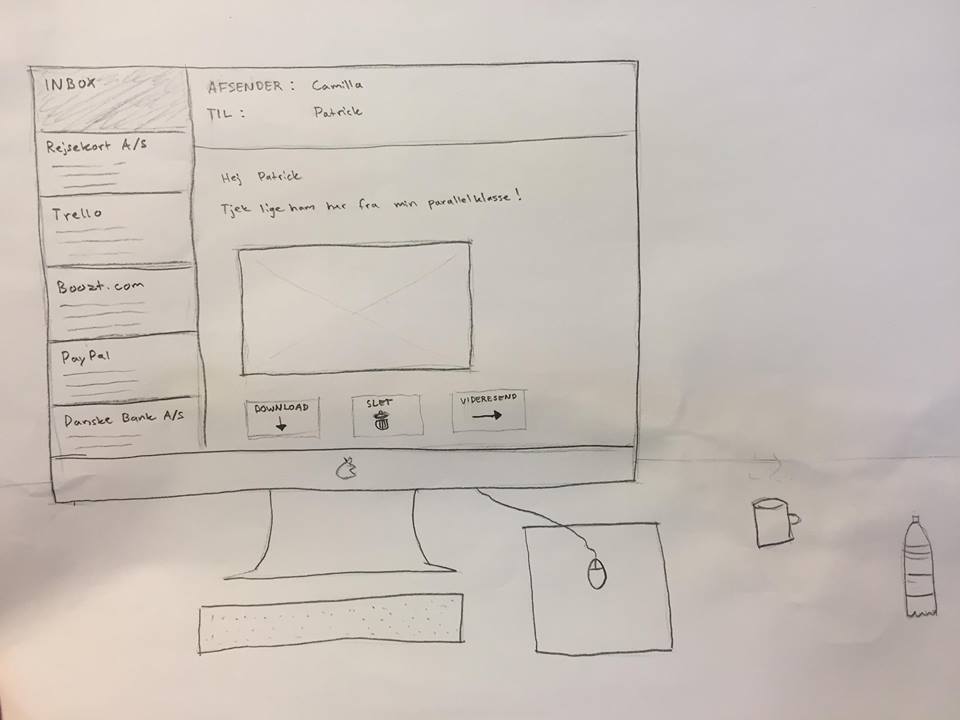 INBOX
Rejsekort A/S
Trello
Boozt.com
PayPal
Danske Bank A/S
AFSENDER : Camilla
TIL : Patrick
Hej Patrick
Tjek lige ham her fra min parallelklasse !
DOWNLOAD
SLET
VIDERESEND